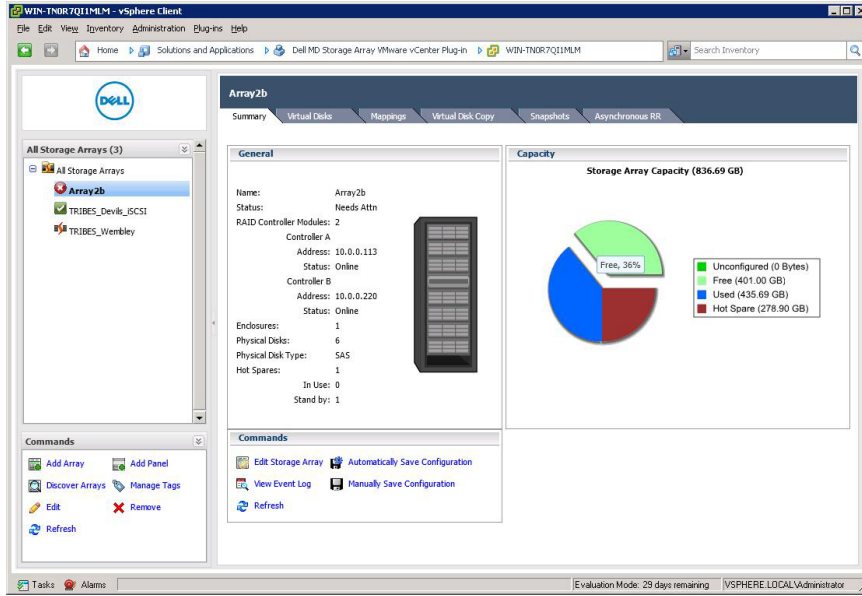 WIN-TN0R7QI1MLM - vSphere Client
File Edit View Inventory Administration Plug-ins Help
Home Solutions and Applications Dell MD Storage Array VMware vCenter Plug-in WIN-TN0R7QI1MLM Search Inventory
DELL
All Storage Arrays (3)
All Storage Arrays
Array2b
TRIBES_Devils_iSCSI
TRIBES_Wembley
Commands
Add Array Add Panel
Discover Arrays Manage Tags
Edit Remove
Refresh
Array2b
Summary Virtual Disks Mappings Virtual Disk Copy Snapshots Asynchronous RR
General
Name: Array2b
Status: Needs Attn
RAID Controller Modules: 2
Controller A
Address: 10.0.0.113
Status: Online
Controller B
Address: 10.0.0.220
Status: Online
Enclosures: 1
Physical Disks: 6
Physical Disk Type: SAS
Hot Spares: 1
In Use: 0
Stand by: 1
Capacity
Storage Array Capacity (836.69 GB)
Free, 36%
Unconfigured (0 Bytes)
Free (401.00 GB)
Used (435.69 GB)
Hot Spare (278.90 GB)
Commands
Edit Storage Array Automatically Save Configuration
View Event Log Manually Save Configuration
Refresh
Tasks Alarms Evaluation Mode: 29 days remaining VSPHERE.LOCAL\Administrator